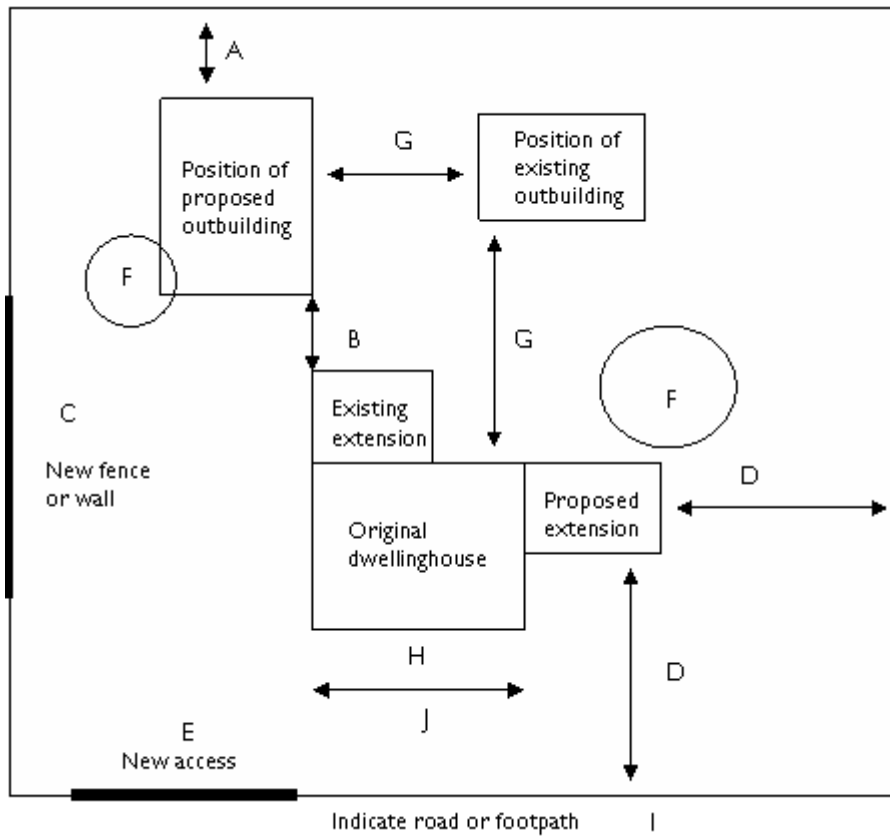 A
Position of
proposed
outbuilding
G
Position of
existing
outbuilding
F
B
G
F
C
New fence
or wall
Existing
extension
D
Original
dwellinghouse
Proposed
extension
H
D
J
E
New access
Indicate road or footpath I